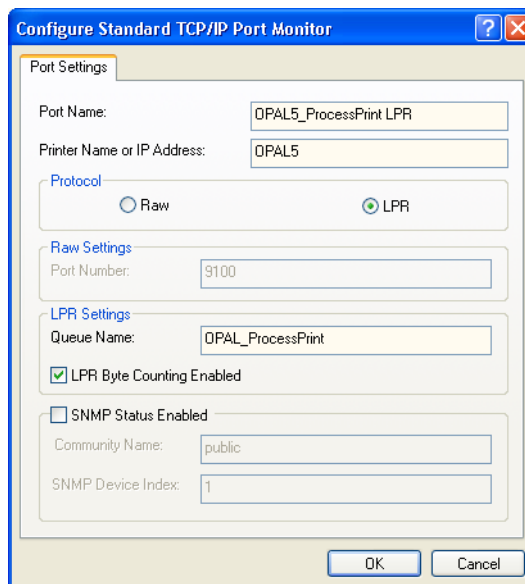 Configure Standard TCP/IP Port Monitor
Port Settings
Port Name: OPAL5_ProcessPrint LPR
Printer Name or IP Address: OPAL5
Protocol
Raw LPR
Raw Settings
Port Number: 9100
LPR Settings
Queue Name: OPAL_ProcessPrint
LPR Byte Counting Enabled
SNMP Status Enabled
Community Name: public
SNMP Device Index: 1
OK Cancel